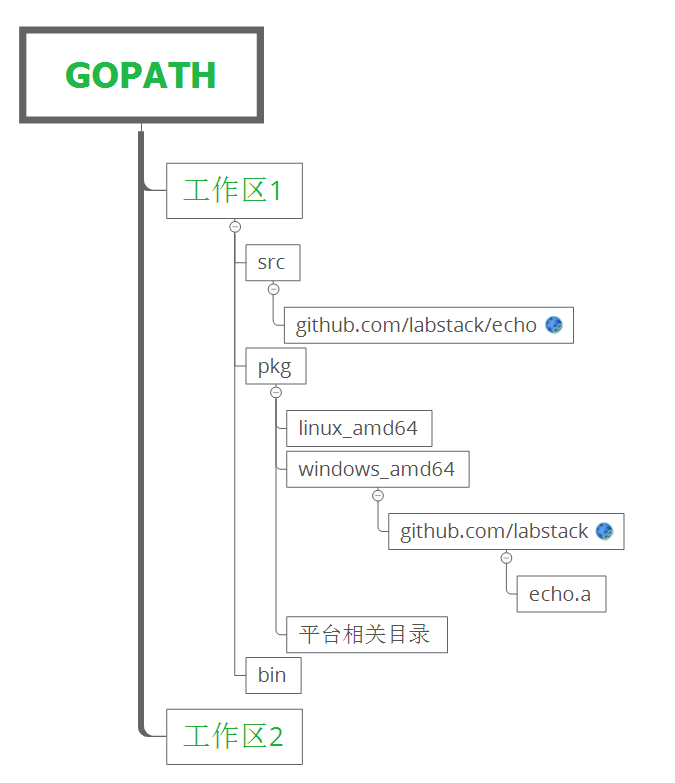 GOPATH
工作区1
src
github.com/labstack/echo
pkg
linux_amd64
windows_amd64
github.com/labstack
echo.a
平台相关目录
bin
工作区2